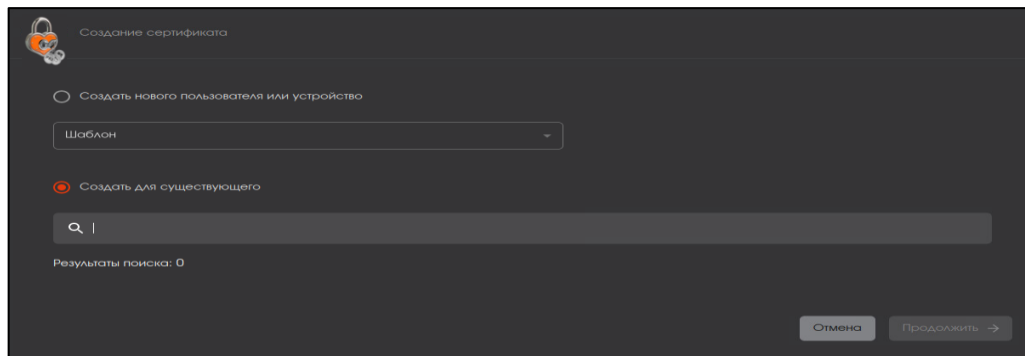 Создание сертификата
Создать нового пользователя или устройство
Шаблон
Создать для существующего
Результаты поиска: 0
Отмена
Продолжить →